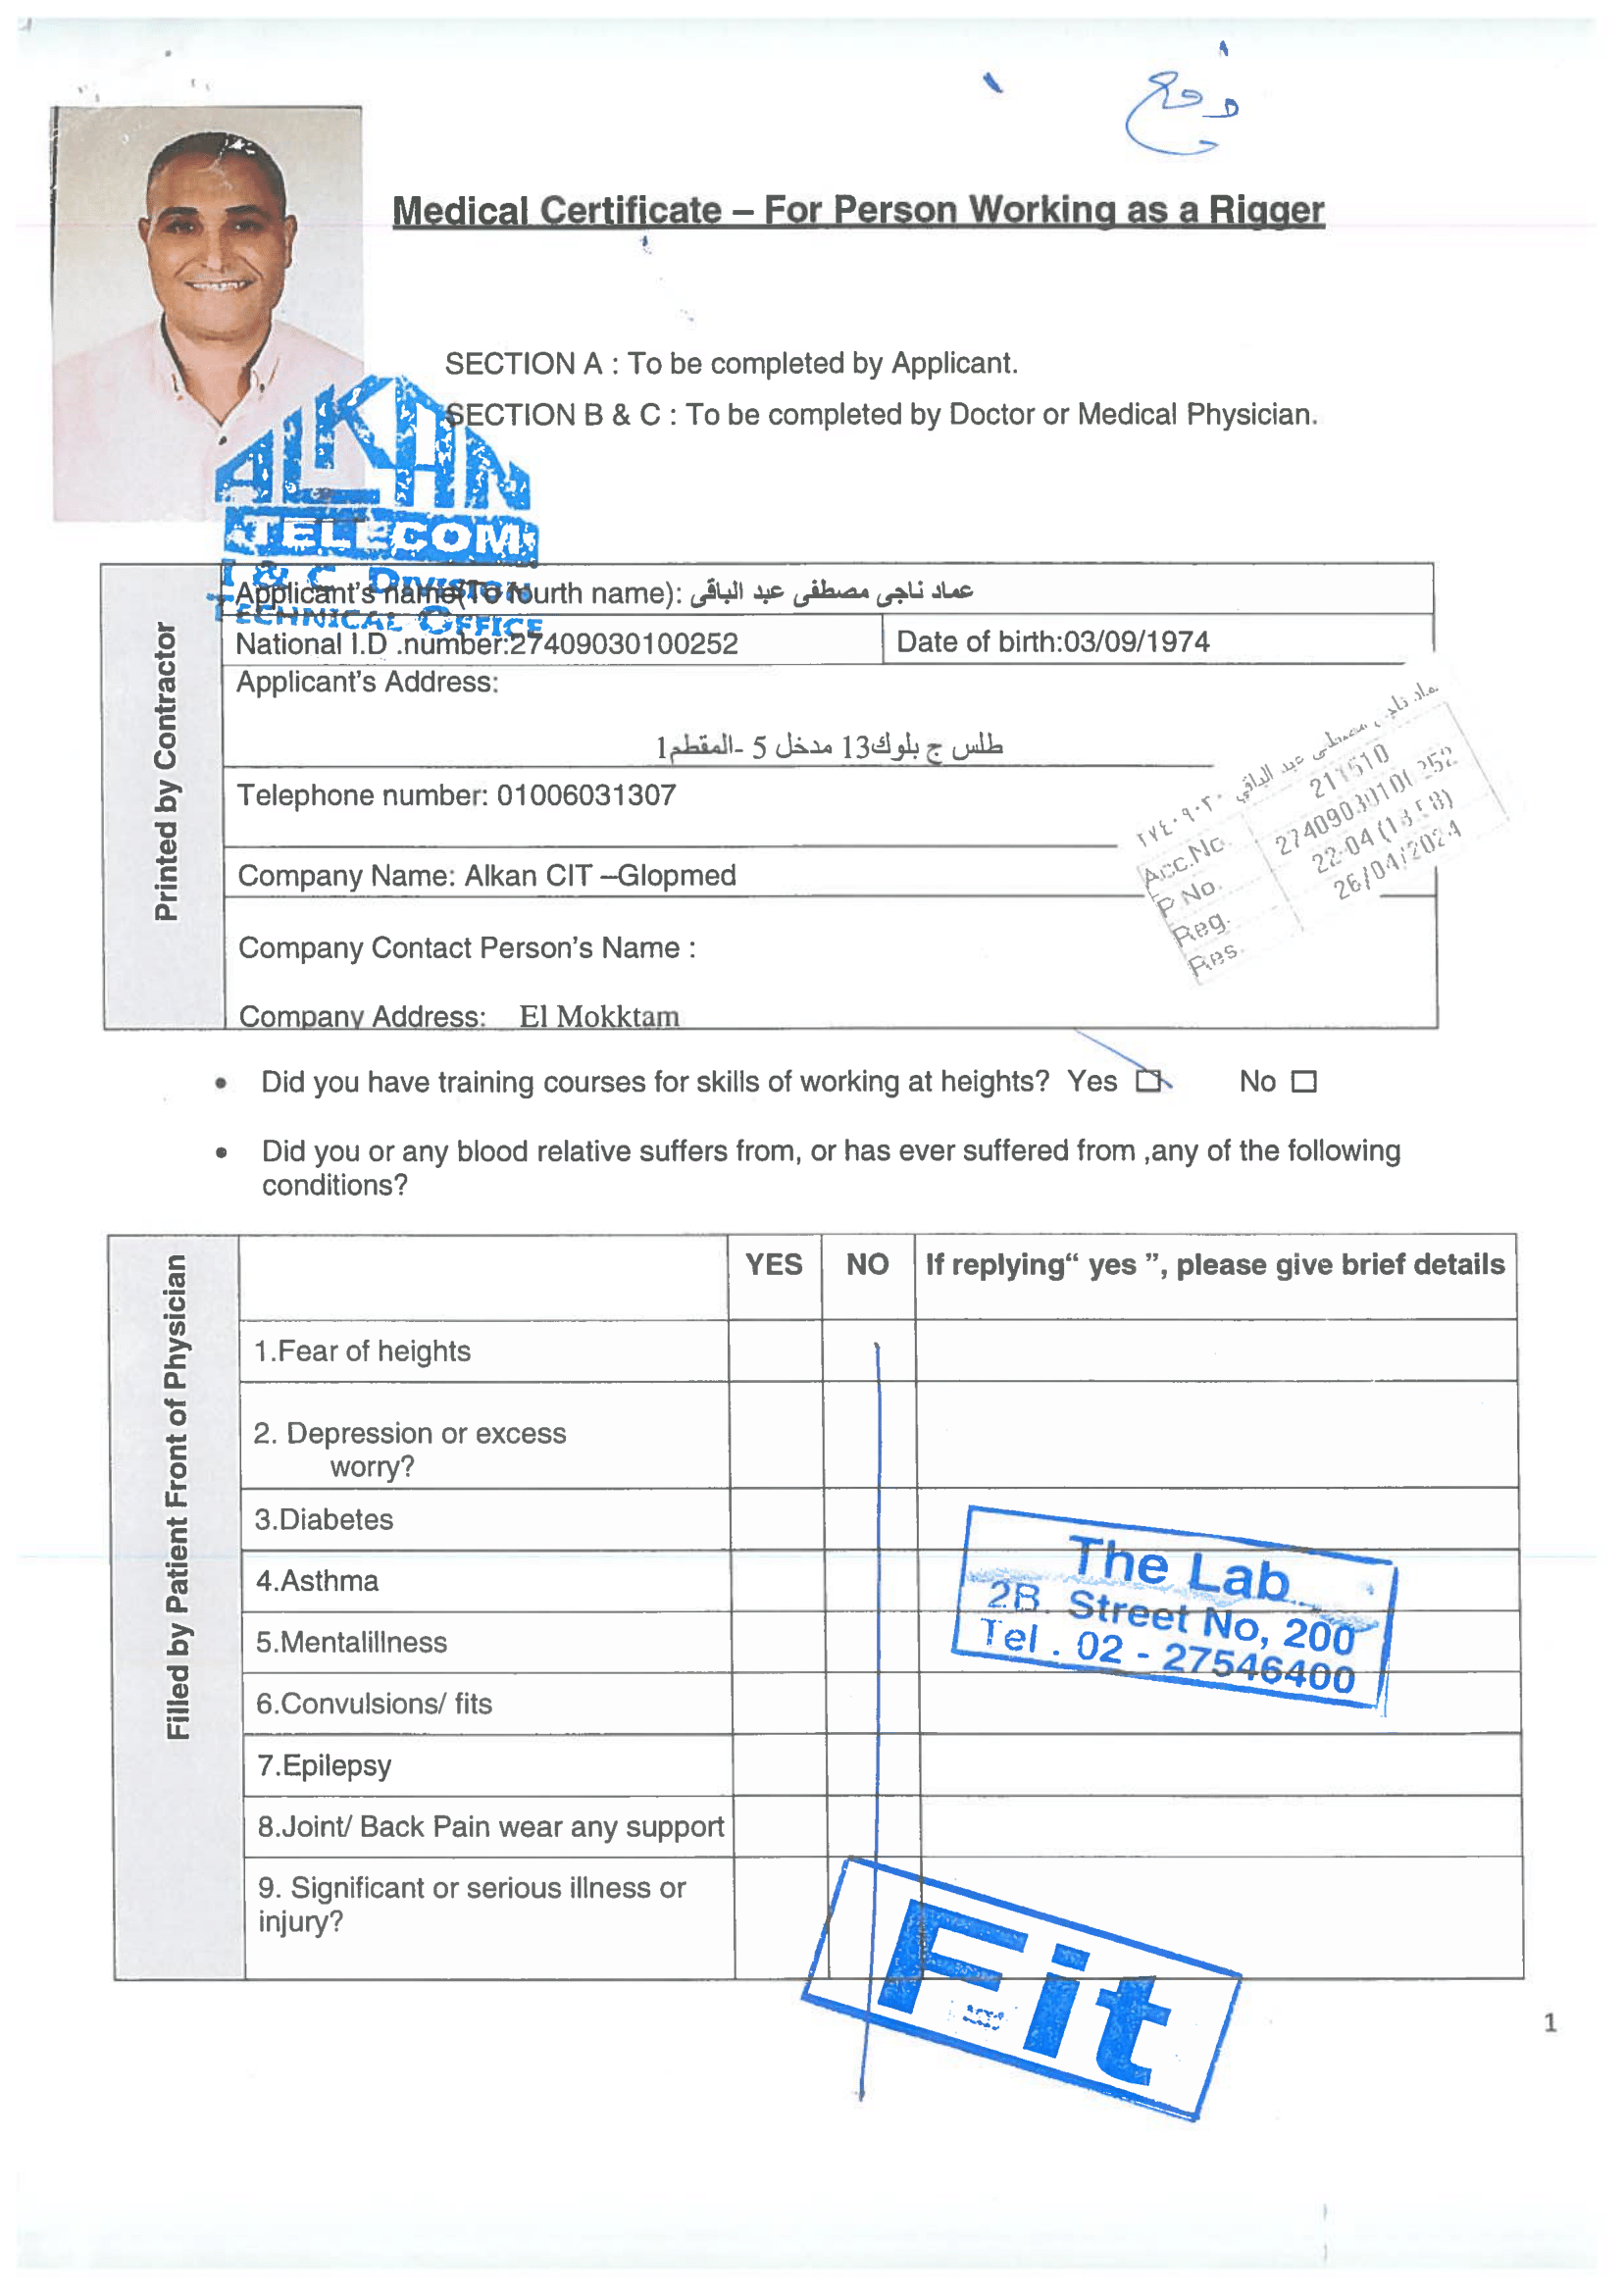 Medical Certificate – For Person Working as a Rigger
SECTION A : To be completed by Applicant.
SECTION B & C : To be completed by Doctor or Medical Physician.
ALKAN
TELECOM
T & C DIVISION
TECHNICAL OFFICE
Printed by Contractor
Applicant's name(To fourth name): عماد ناجى مصطفى عبد الباقى
National I.D .number:27409030100252
Date of birth:03/09/1974
Applicant's Address:
طلس ج بلوك13 مدخل 5 -المقطم1
Telephone number: 01006031307
Company Name: Alkan CIT –Glopmed
Company Contact Person's Name :
Company Address: El Mokktam
ناجي مصطفى عبد الباقي
Acc.No. 211510
P.No. 27409030100252
Reg. 22-04
Res. 26/04/2024
• Did you have training courses for skills of working at heights? Yes ☐ No ☐
• Did you or any blood relative suffers from, or has ever suffered from ,any of the following
conditions?
Filled by Patient Front of Physician
YES NO If replying“ yes ”, please give brief details
1.Fear of heights
2. Depression or excess
worry?
3.Diabetes
4.Asthma
5.Mentalillness
6.Convulsions/ fits
7.Epilepsy
8.Joint/ Back Pain wear any support
9. Significant or serious illness or
injury?
The Lab
2B. Street No, 200
Tel . 02 - 27546400
Fit
1